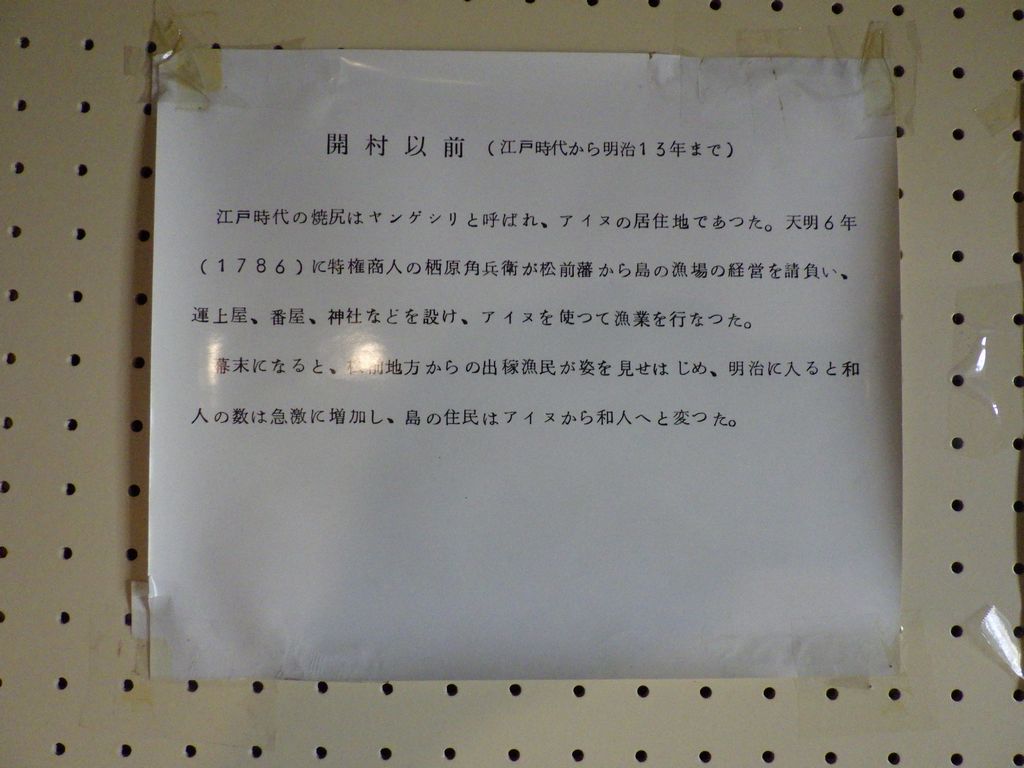 開村以前（江戸時代から明治１３年まで）
江戸時代の焼尻はヤンゲシリと呼ばれ、アイヌの居住地であつた。天明６年
（１７８６）に特権商人の栖原角兵衛が松前藩から島の漁場の経営を請負い、
運上屋、番屋、神社などを設け、アイヌを使つて漁業を行なつた。
幕末になると、松前地方からの出稼漁民が姿を見せはじめ、明治に入ると和
人の数は急激に増加し、島の住民はアイヌから和人へと変つた。